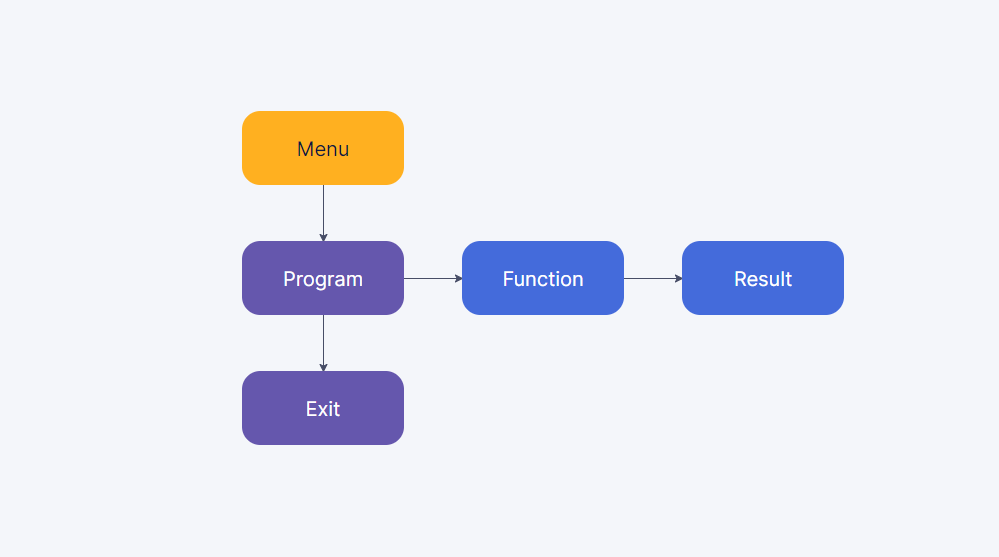 Menu
Program
Function
Result
Exit